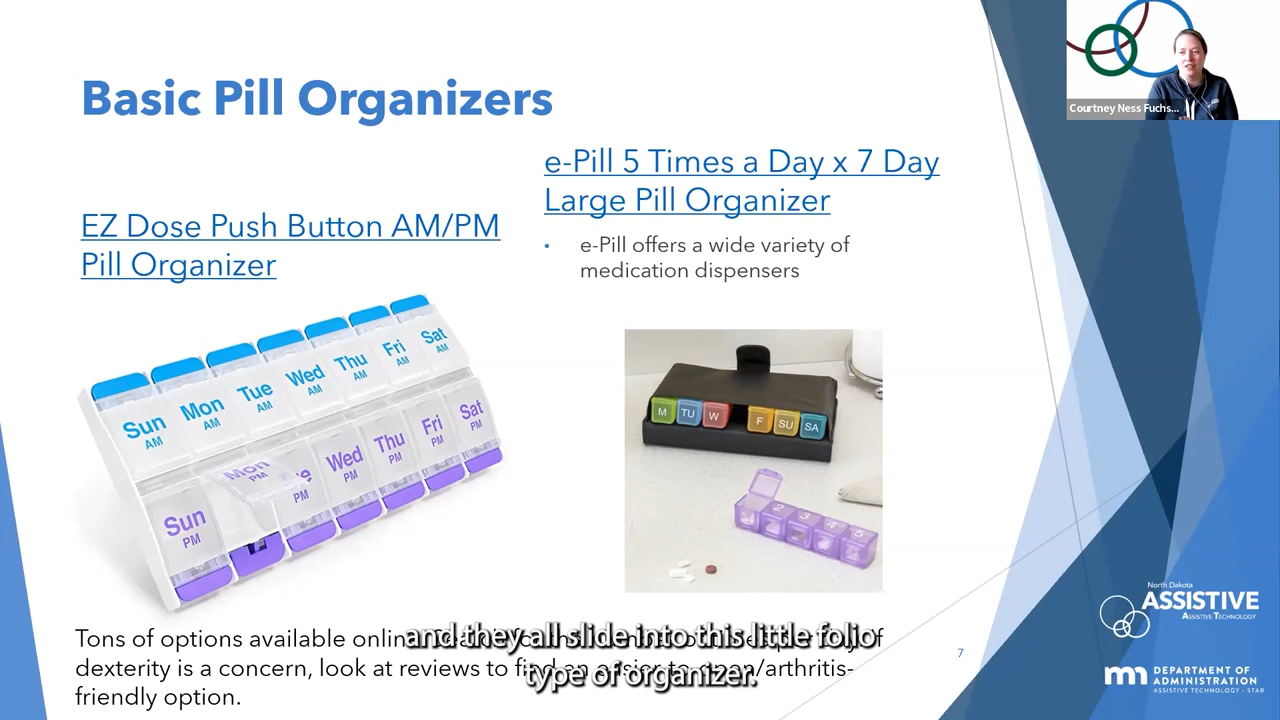 Courtney Ness Fuchs...
Basic Pill Organizers
EZ Dose Push Button AM/PM
Pill Organizer
e-Pill 5 Times a Day x 7 Day
Large Pill Organizer
• e-Pill offers a wide variety of
medication dispensers
Sun AM
Mon AM
Tue AM
Wed AM
Thu AM
Fri AM
Sat AM
Sun PM
Mon PM
PM
Wed PM
Thu PM
Fri PM
Sat PM
M TU W F SU SA
2 3 4 5
Tons of options available online.
dexterity is a concern, look at reviews to find an easier to open/arthritis-
friendly option.
and they all slide into this little folio
type of organizer.
7
North Dakota
ASSISTIVE
ASSISTIVE TECHNOLOGY
DEPARTMENT OF
ADMINISTRATION
ASSISTIVE TECHNOLOGY - STAR